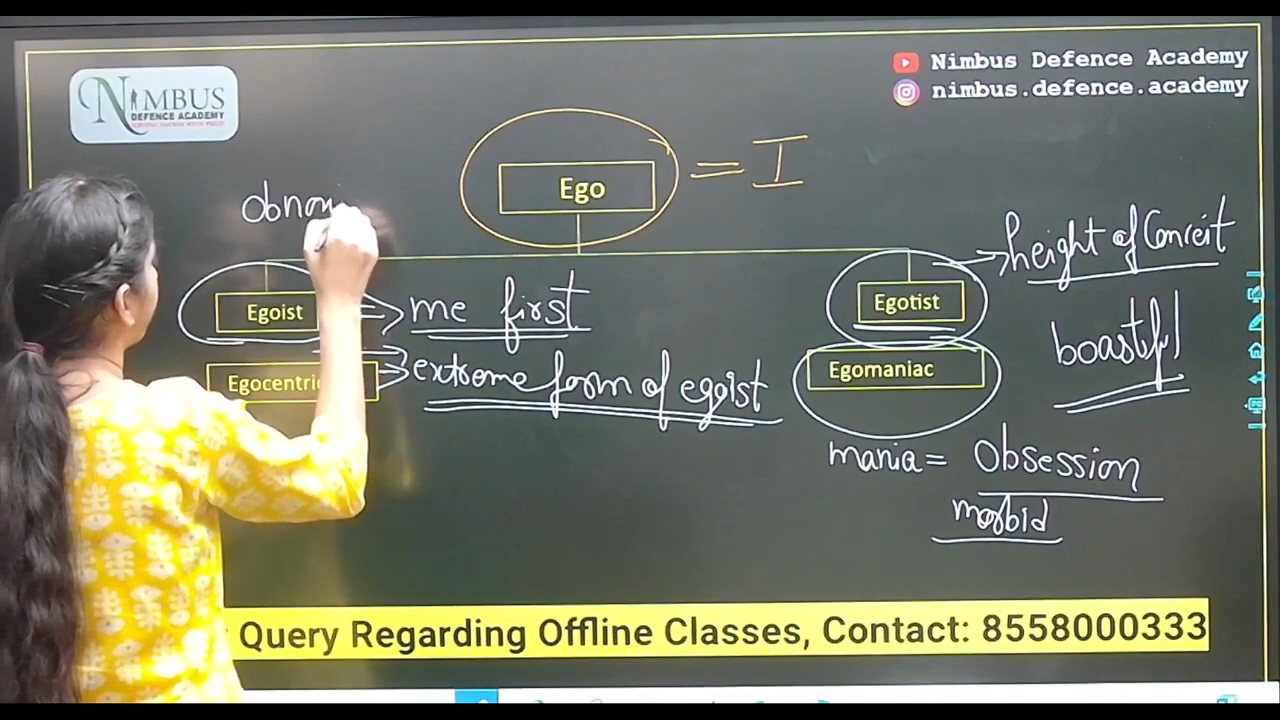 Nimbus Defence Academy
nimbus.defence.academy
NIMBUS
DEFENCE ACADEMY
Ego = I
Egoist
me first
Egocentric
extreme form of egoist
Egotist
height of Conceit
boastful
Egomaniac
mania = Obsession
morbid
Query Regarding Offline Classes, Contact: 8558000333